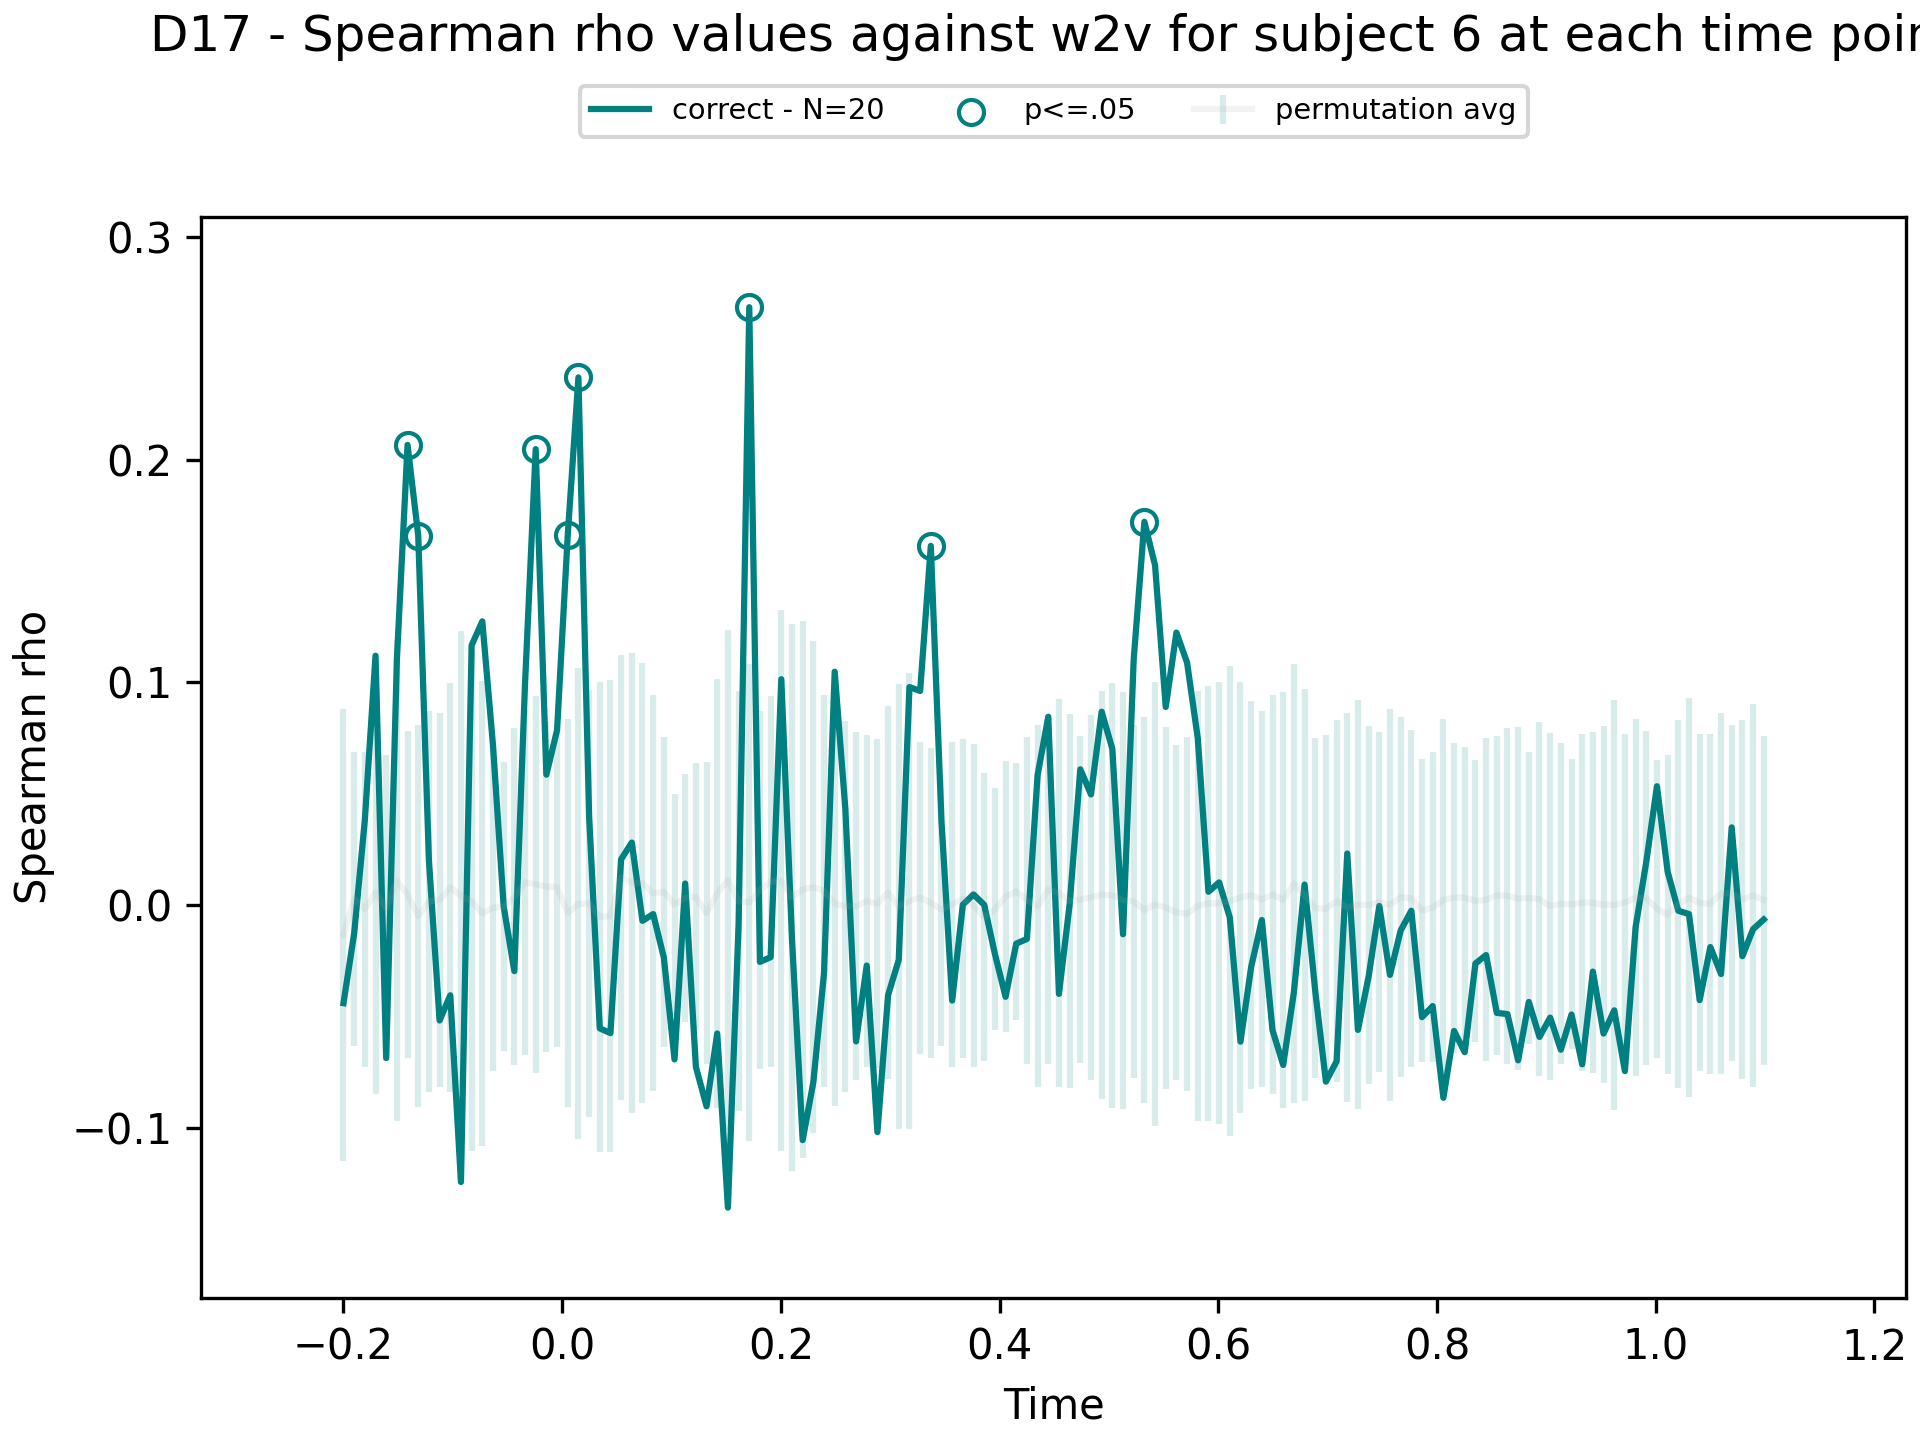 D17 - Spearman rho values against w2v for subject 6 at each time
correct - N=20 p<=.05 permutation avg
0.3
0.2
0.1
0.0
−0.1
Spearman rho
−0.2 0.0 0.2 0.4 0.6 0.8 1.0 1.2
Time